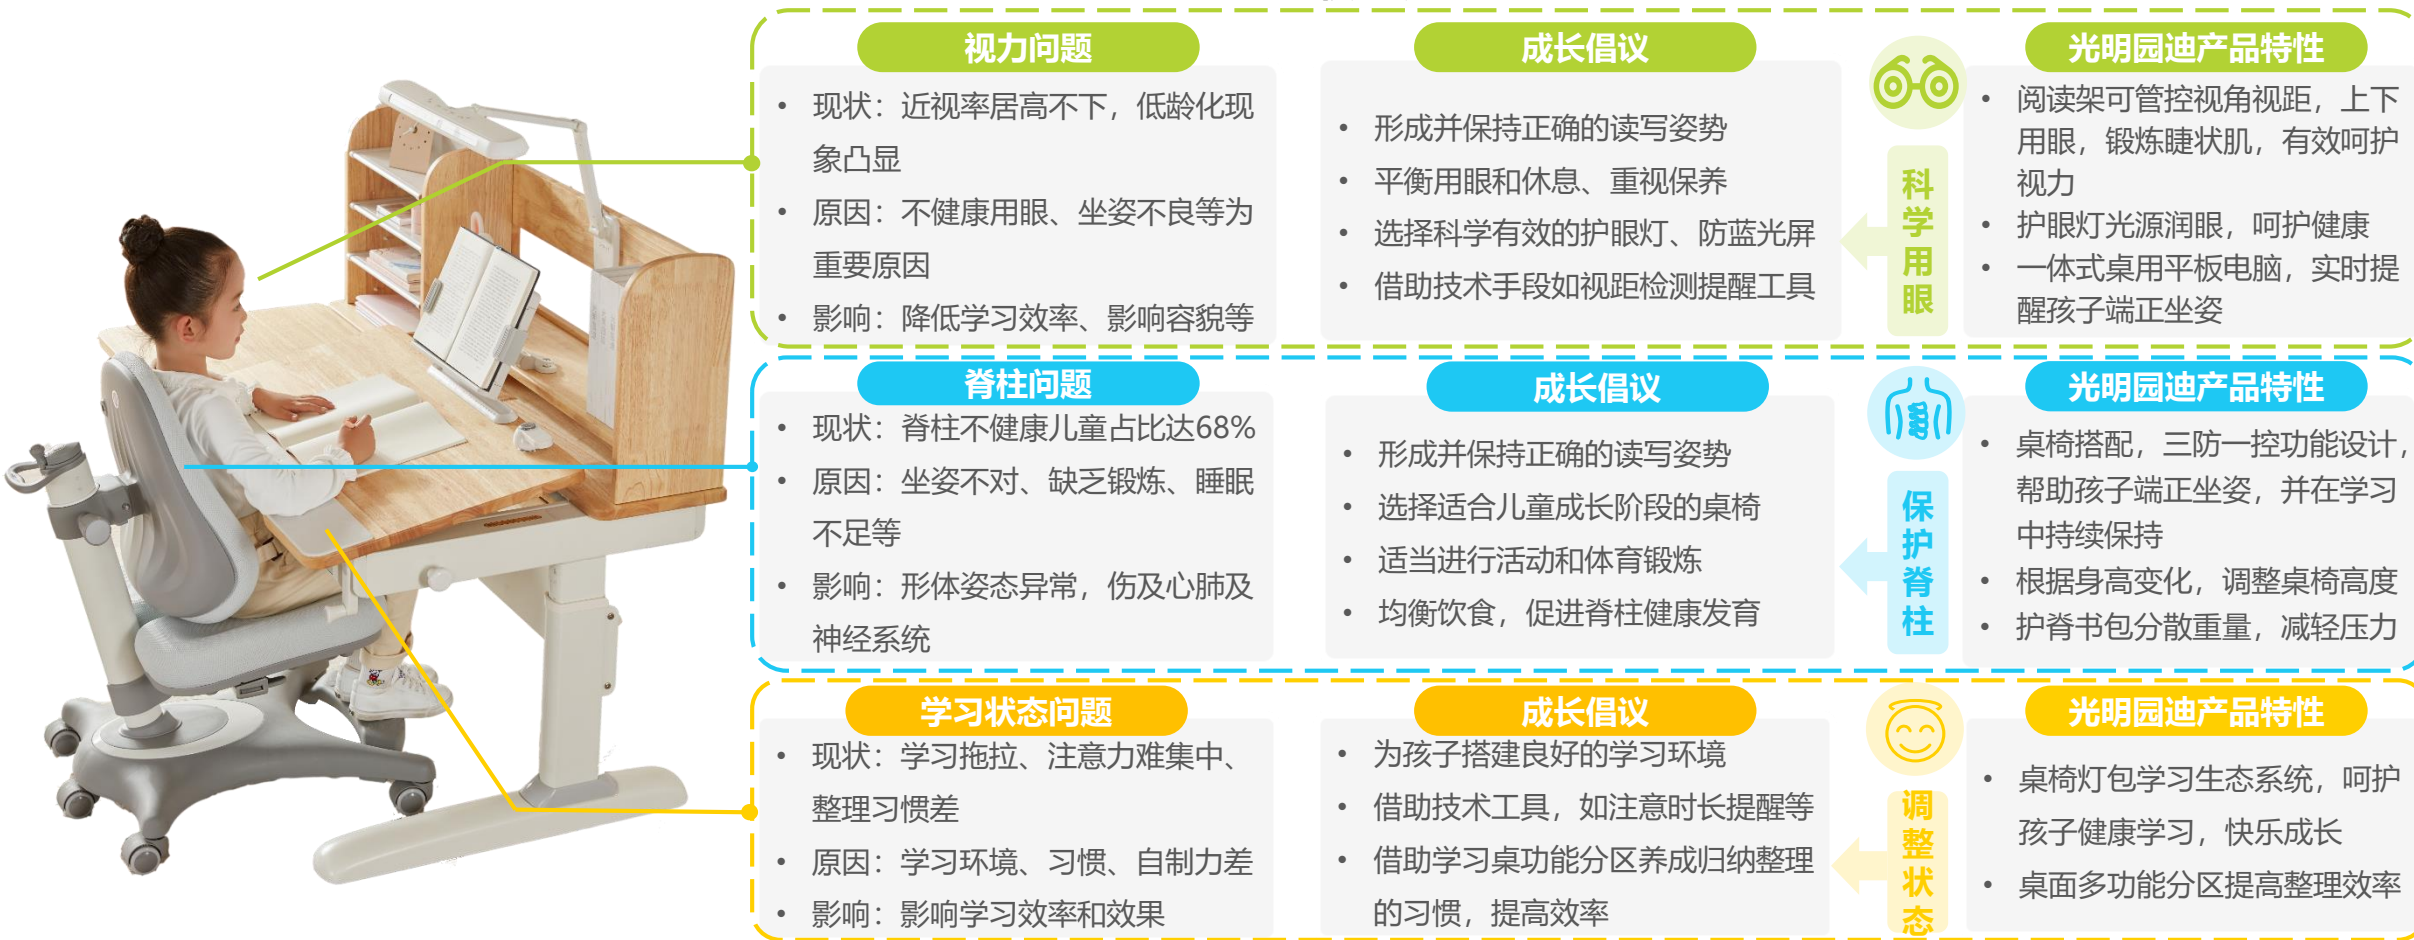 视力问题
现状：近视率居高不下，低龄化现
象凸显
原因：不健康用眼、坐姿不良等为
重要原因
影响：降低学习效率、影响容貌等
成长倡议
形成并保持正确的读写姿势
平衡用眼和休息、重视保养
选择科学有效的护眼灯、防蓝光屏
借助技术手段如视距检测提醒工具
科学用眼
光明园迪产品特性
阅读架可管控视角视距，上下
用眼，锻炼睫状肌，有效呵护
视力
护眼灯光源润眼，呵护健康
一体式桌用平板电脑，实时提
醒孩子端正坐姿
脊柱问题
现状：脊柱不健康儿童占比达68%
原因：坐姿不对、缺乏锻炼、睡眠
不足等
影响：形体姿态异常，伤及心肺及
神经系统
成长倡议
形成并保持正确的读写姿势
选择适合儿童成长阶段的桌椅
适当进行活动和体育锻炼
均衡饮食，促进脊柱健康发育
保护脊柱
光明园迪产品特性
桌椅搭配，三防一控功能设计，
帮助孩子端正坐姿，并在学习
中持续保持
根据身高变化，调整桌椅高度
护脊书包分散重量，减轻压力
学习状态问题
现状：学习拖拉、注意力难集中、
整理习惯差
原因：学习环境、习惯、自制力差
影响：影响学习效率和效果
成长倡议
为孩子搭建良好的学习环境
借助技术工具，如注意时长提醒等
借助学习桌功能分区养成归纳整理
的习惯，提高效率
调整状态
光明园迪产品特性
桌椅灯包学习生态系统，呵护
孩子健康学习，快乐成长
桌面多功能分区提高整理效率